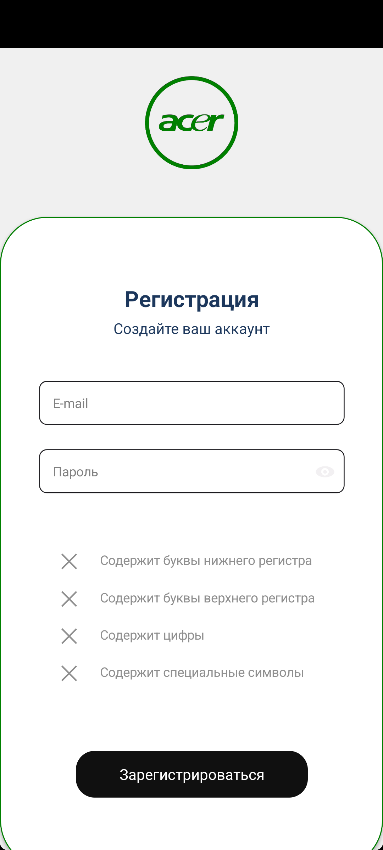 acer
Регистрация
Создайте ваш аккаунт
E-mail
Пароль
Содержит буквы нижнего регистра
Содержит буквы верхнего регистра
Содержит цифры
Содержит специальные символы
Зарегистрироваться